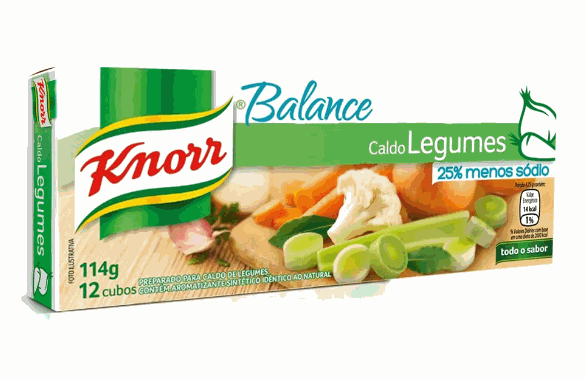 Knorr
Caldo Legumes
Knorr
® Balance
Caldo Legumes
25% menos sódio
Valor
Energético
14 kcal
1%
todo o sabor
FOTO ILUSTRATIVA
114g
12 cubos
PREPARADO PARA CALDO DE LEGUMES.
CONTÉM AROMATIZANTE SINTÉTICO IDÊNTICO AO NATURAL